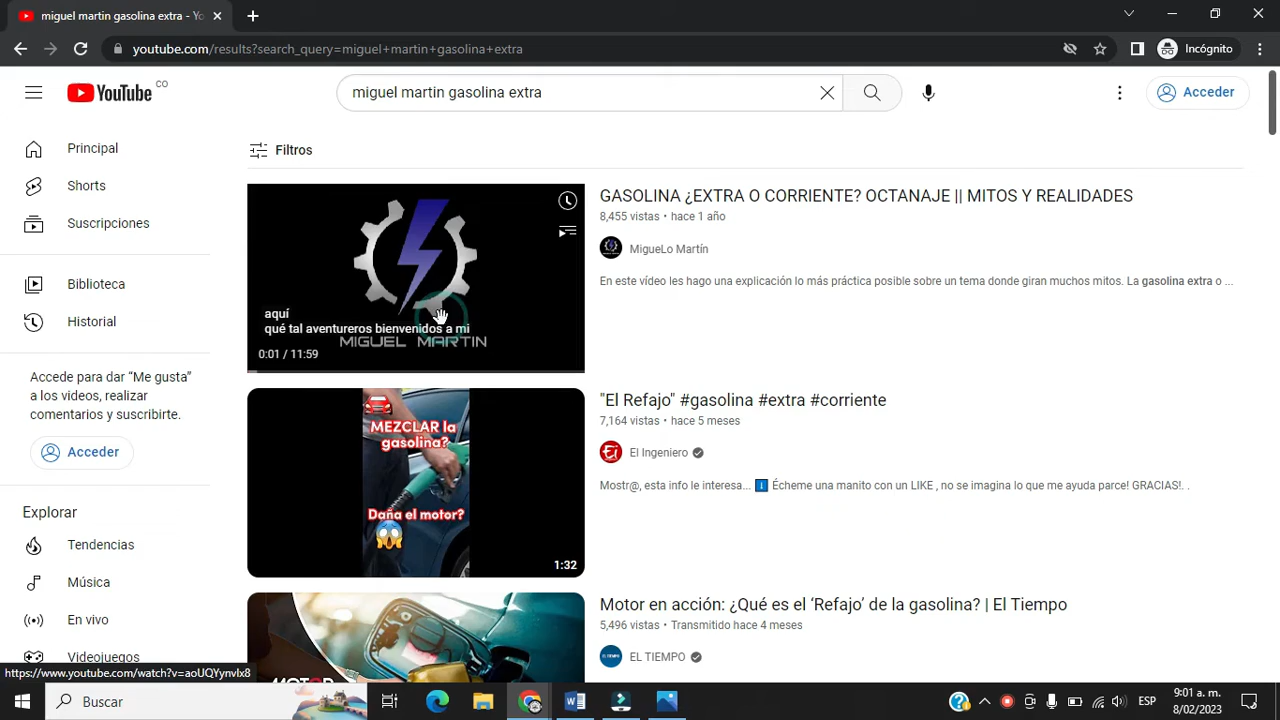 miguel martin gasolina extra - Yo
youtube.com/results?search_query=miguel+martin+gasolina+extra
Incógnito
YouTube CO
miguel martin gasolina extra
Acceder
Principal
Shorts
Suscripciones
Biblioteca
Historial
Accede para dar “Me gusta”
a los videos, realizar
comentarios y suscribirte.
Acceder
Explorar
Tendencias
Música
En vivo
Videojuegos
Filtros
aquí
qué tal aventureros bienvenidos a mi
MIGUEL MARTIN
0:01 / 11:59
GASOLINA ¿EXTRA O CORRIENTE? OCTANAJE || MITOS Y REALIDADES
8,455 vistas • hace 1 año
MigueLo Martín
En este vídeo les hago una explicación lo más práctica posible sobre un tema donde giran muchos mitos. La gasolina extra o ...
MEZCLAR la
gasolina?
Daña el motor?
1:32
"El Refajo" #gasolina #extra #corriente
7,164 vistas • hace 5 meses
Ei
El Ingeniero
Mostr@, esta info le interesa... Écheme una manito con un LIKE , no se imagina lo que me ayuda parce! GRACIAS!. .
MOTOR
Motor en acción: ¿Qué es el ‘Refajo’ de la gasolina? | El Tiempo
5,496 vistas • Transmitido hace 4 meses
EL TIEMPO
https://www.youtube.com/watch?v=aoUQYynvlx8
Buscar
ESP
9:01 a. m.
8/02/2023